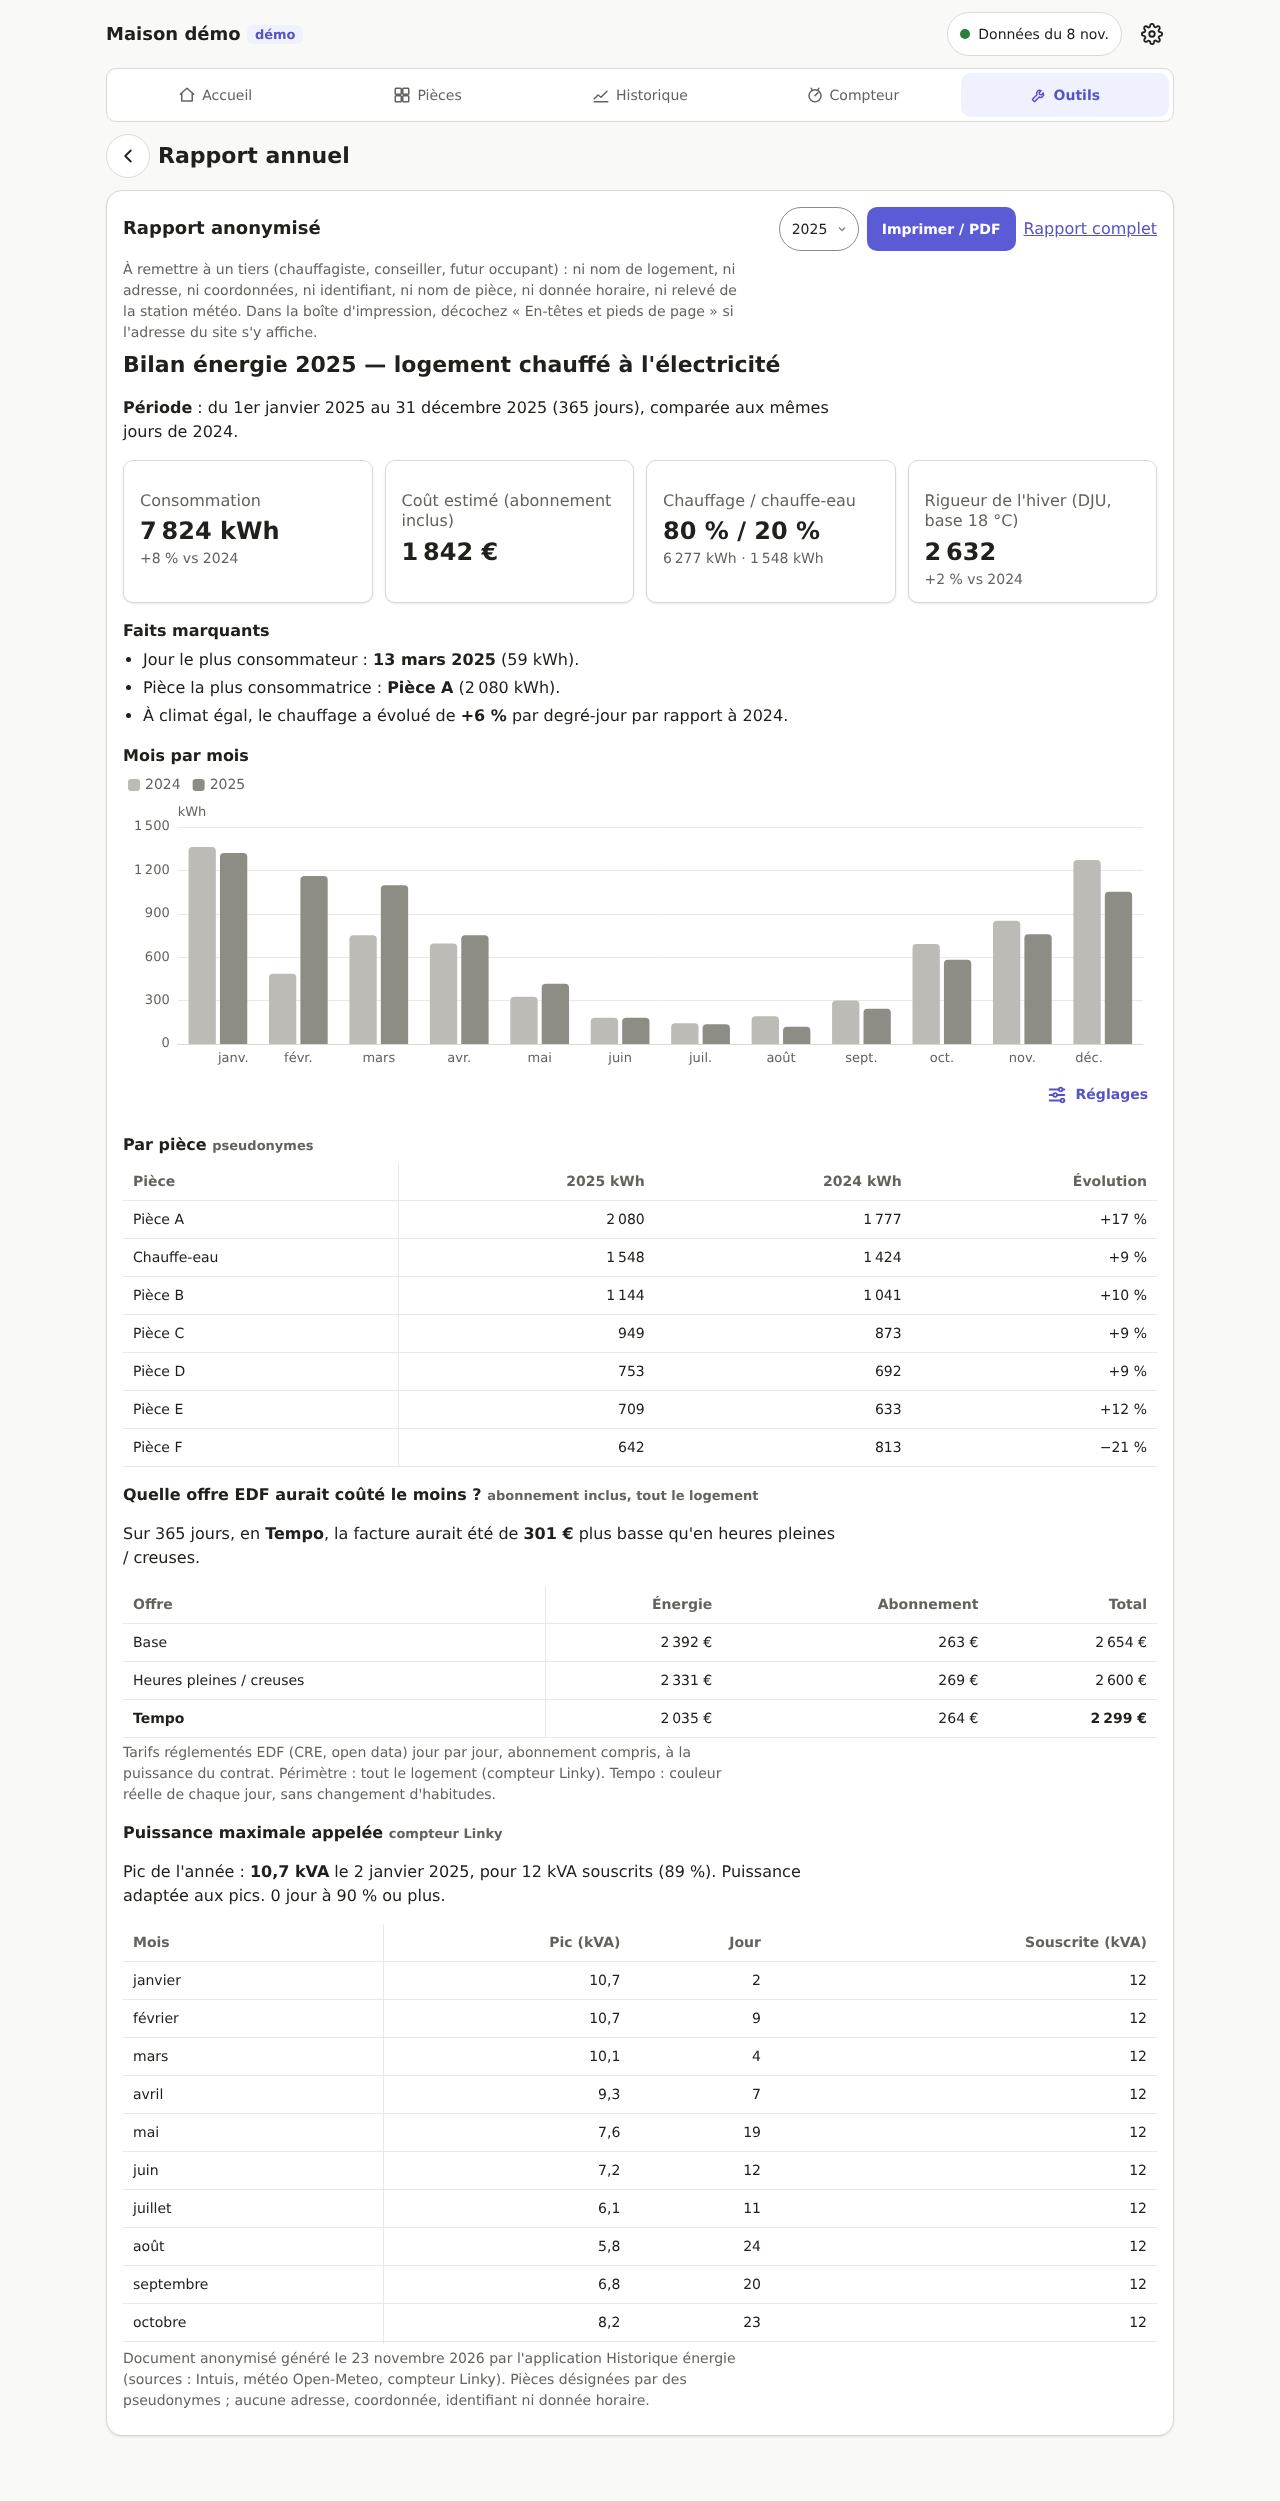 Maison démo démo
Données du 8 nov.
Accueil
Pièces
Historique
Compteur
Outils
Rapport annuel
Rapport anonymisé
2025
Imprimer / PDF
Rapport complet
À remettre à un tiers (chauffagiste, conseiller, futur occupant) : ni nom de logement, ni
adresse, ni coordonnées, ni identifiant, ni nom de pièce, ni donnée horaire, ni relevé de
la station météo. Dans la boîte d'impression, décochez « En-têtes et pieds de page » si
l'adresse du site s'y affiche.
Bilan énergie 2025 — logement chauffé à l'électricité
Période : du 1er janvier 2025 au 31 décembre 2025 (365 jours), comparée aux mêmes
jours de 2024.
Consommation
7 824 kWh
+8 % vs 2024
Coût estimé (abonnement
inclus)
1 842 €
Chauffage / chauffe-eau
80 % / 20 %
6 277 kWh · 1 548 kWh
Rigueur de l'hiver (DJU,
base 18 °C)
2 632
+2 % vs 2024
Faits marquants
• Jour le plus consommateur : 13 mars 2025 (59 kWh).
• Pièce la plus consommatrice : Pièce A (2 080 kWh).
• À climat égal, le chauffage a évolué de +6 % par degré-jour par rapport à 2024.
Mois par mois
2024 2025
kWh
1 500
1 200
900
600
300
0
janv. févr. mars avr. mai juin juil. août sept. oct. nov. déc.
Réglages
Par pièce pseudonymes
Pièce 2025 kWh 2024 kWh Évolution
Pièce A 2 080 1 777 +17 %
Chauffe-eau 1 548 1 424 +9 %
Pièce B 1 144 1 041 +10 %
Pièce C 949 873 +9 %
Pièce D 753 692 +9 %
Pièce E 709 633 +12 %
Pièce F 642 813 −21 %
Quelle offre EDF aurait coûté le moins ? abonnement inclus, tout le logement
Sur 365 jours, en Tempo, la facture aurait été de 301 € plus basse qu'en heures pleines
/ creuses.
Offre Énergie Abonnement Total
Base 2 392 € 263 € 2 654 €
Heures pleines / creuses 2 331 € 269 € 2 600 €
Tempo 2 035 € 264 € 2 299 €
Tarifs réglementés EDF (CRE, open data) jour par jour, abonnement compris, à la
puissance du contrat. Périmètre : tout le logement (compteur Linky). Tempo : couleur
réelle de chaque jour, sans changement d'habitudes.
Puissance maximale appelée compteur Linky
Pic de l'année : 10,7 kVA le 2 janvier 2025, pour 12 kVA souscrits (89 %). Puissance
adaptée aux pics. 0 jour à 90 % ou plus.
Mois Pic (kVA) Jour Souscrite (kVA)
janvier 10,7 2 12
février 10,7 9 12
mars 10,1 4 12
avril 9,3 7 12
mai 7,6 19 12
juin 7,2 12 12
juillet 6,1 11 12
août 5,8 24 12
septembre 6,8 20 12
octobre 8,2 23 12
Document anonymisé généré le 23 novembre 2026 par l'application Historique énergie
(sources : Intuis, météo Open-Meteo, compteur Linky). Pièces désignées par des
pseudonymes ; aucune adresse, coordonnée, identifiant ni donnée horaire.